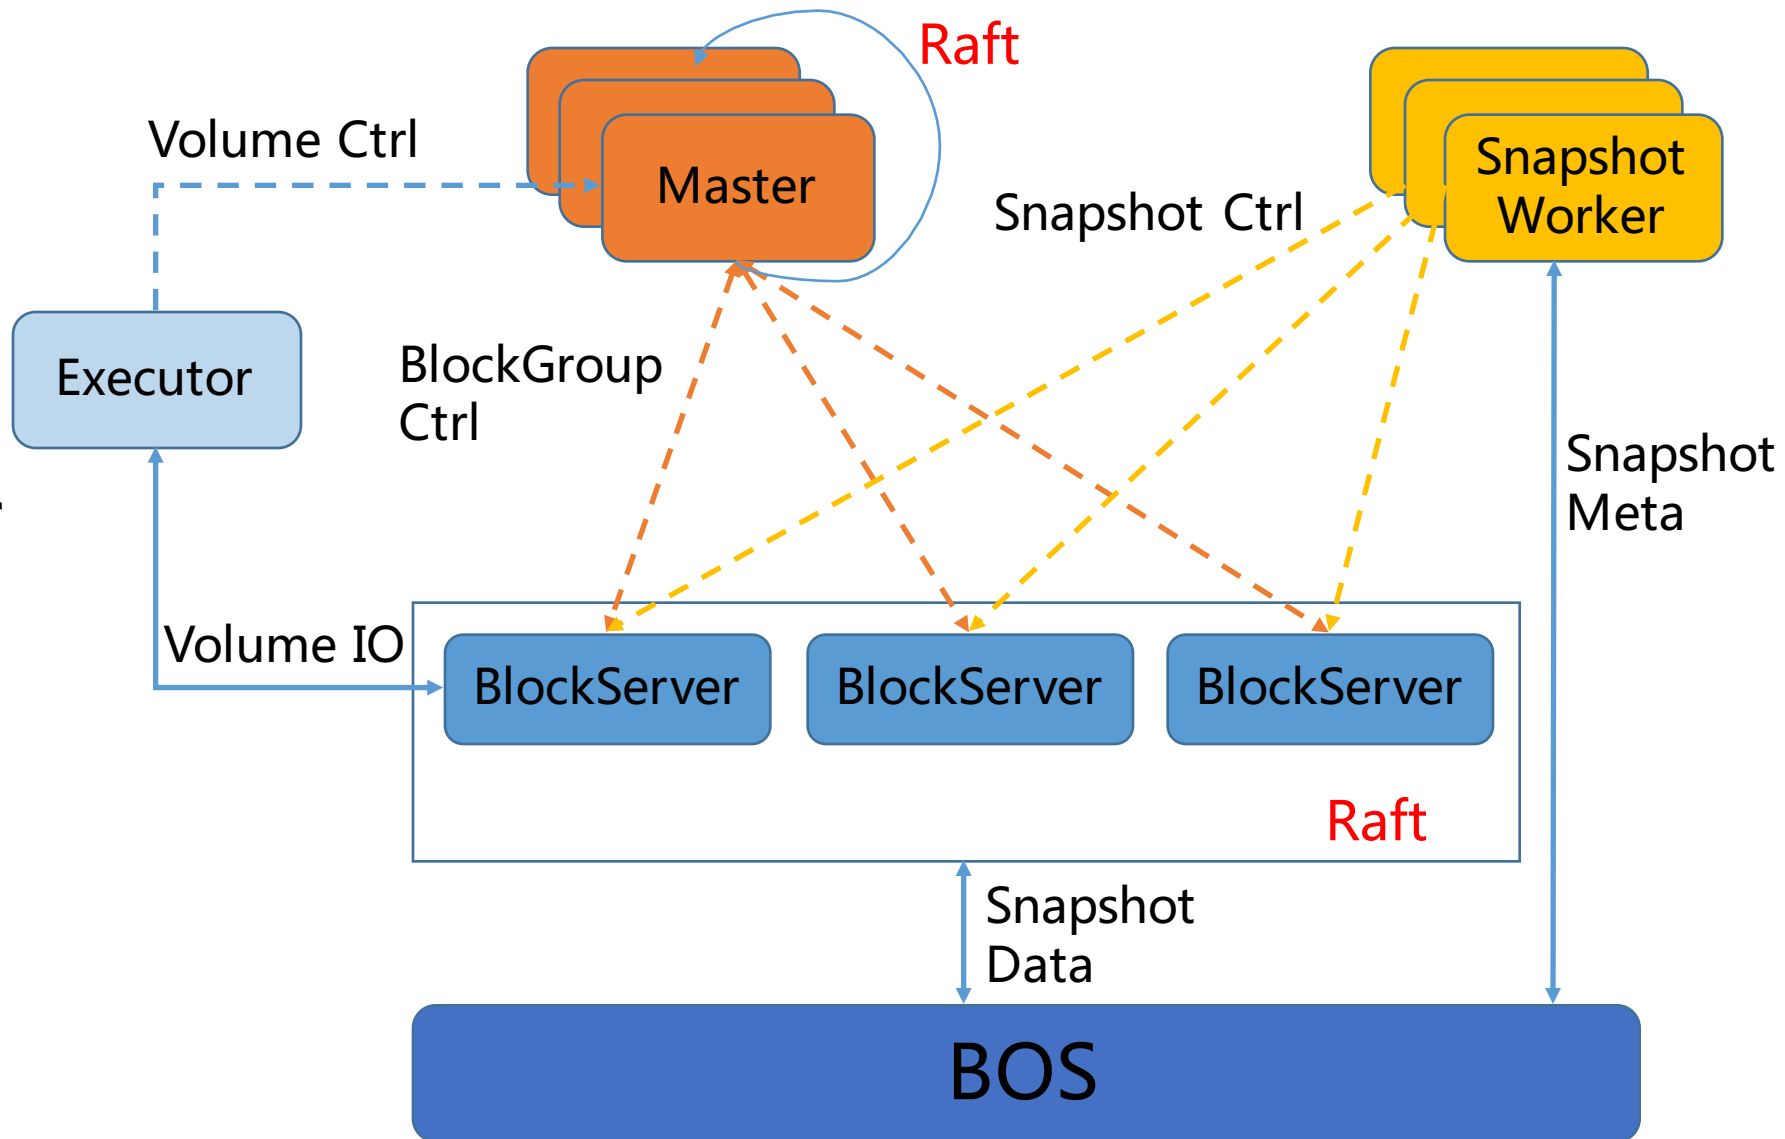 Raft
Volume Ctrl
Master
Snapshot
Worker
Snapshot Ctrl
Executor
BlockGroup
Ctrl
Snapshot
Meta
Volume IO
BlockServer
BlockServer
BlockServer
Raft
Snapshot
Data
BOS